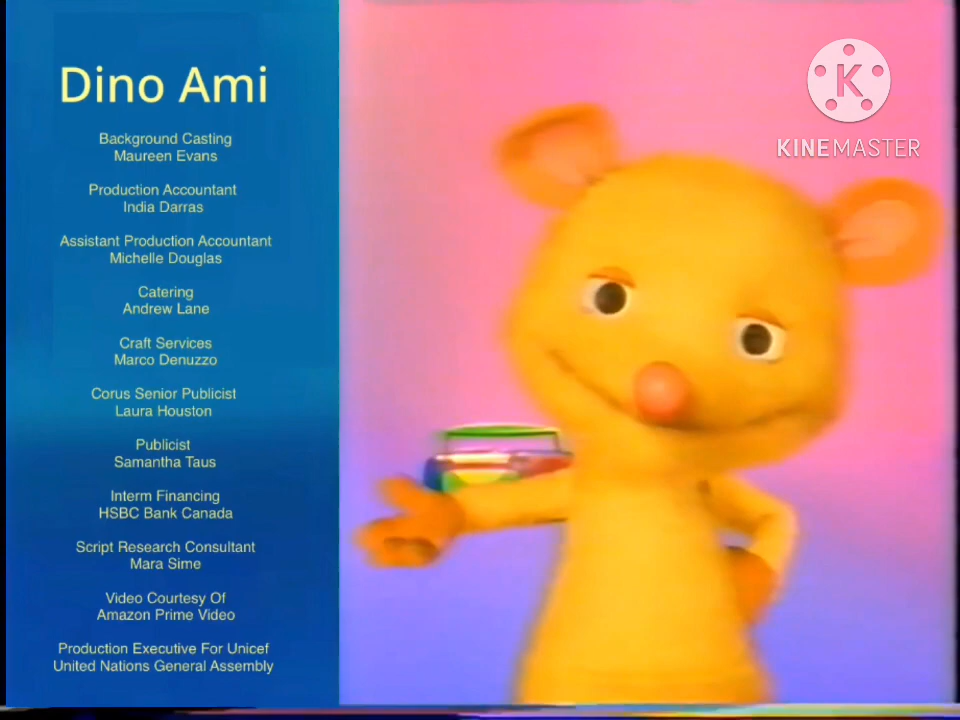 Dino Ami
Background Casting
Maureen Evans
Production Accountant
India Darras
Assistant Production Accountant
Michelle Douglas
Catering
Andrew Lane
Craft Services
Marco Denuzzo
Corus Senior Publicist
Laura Houston
Publicist
Samantha Taus
Interm Financing
HSBC Bank Canada
Script Research Consultant
Mara Sime
Video Courtesy Of
Amazon Prime Video
Production Executive For Unicef
United Nations General Assembly
K
KINEMASTER